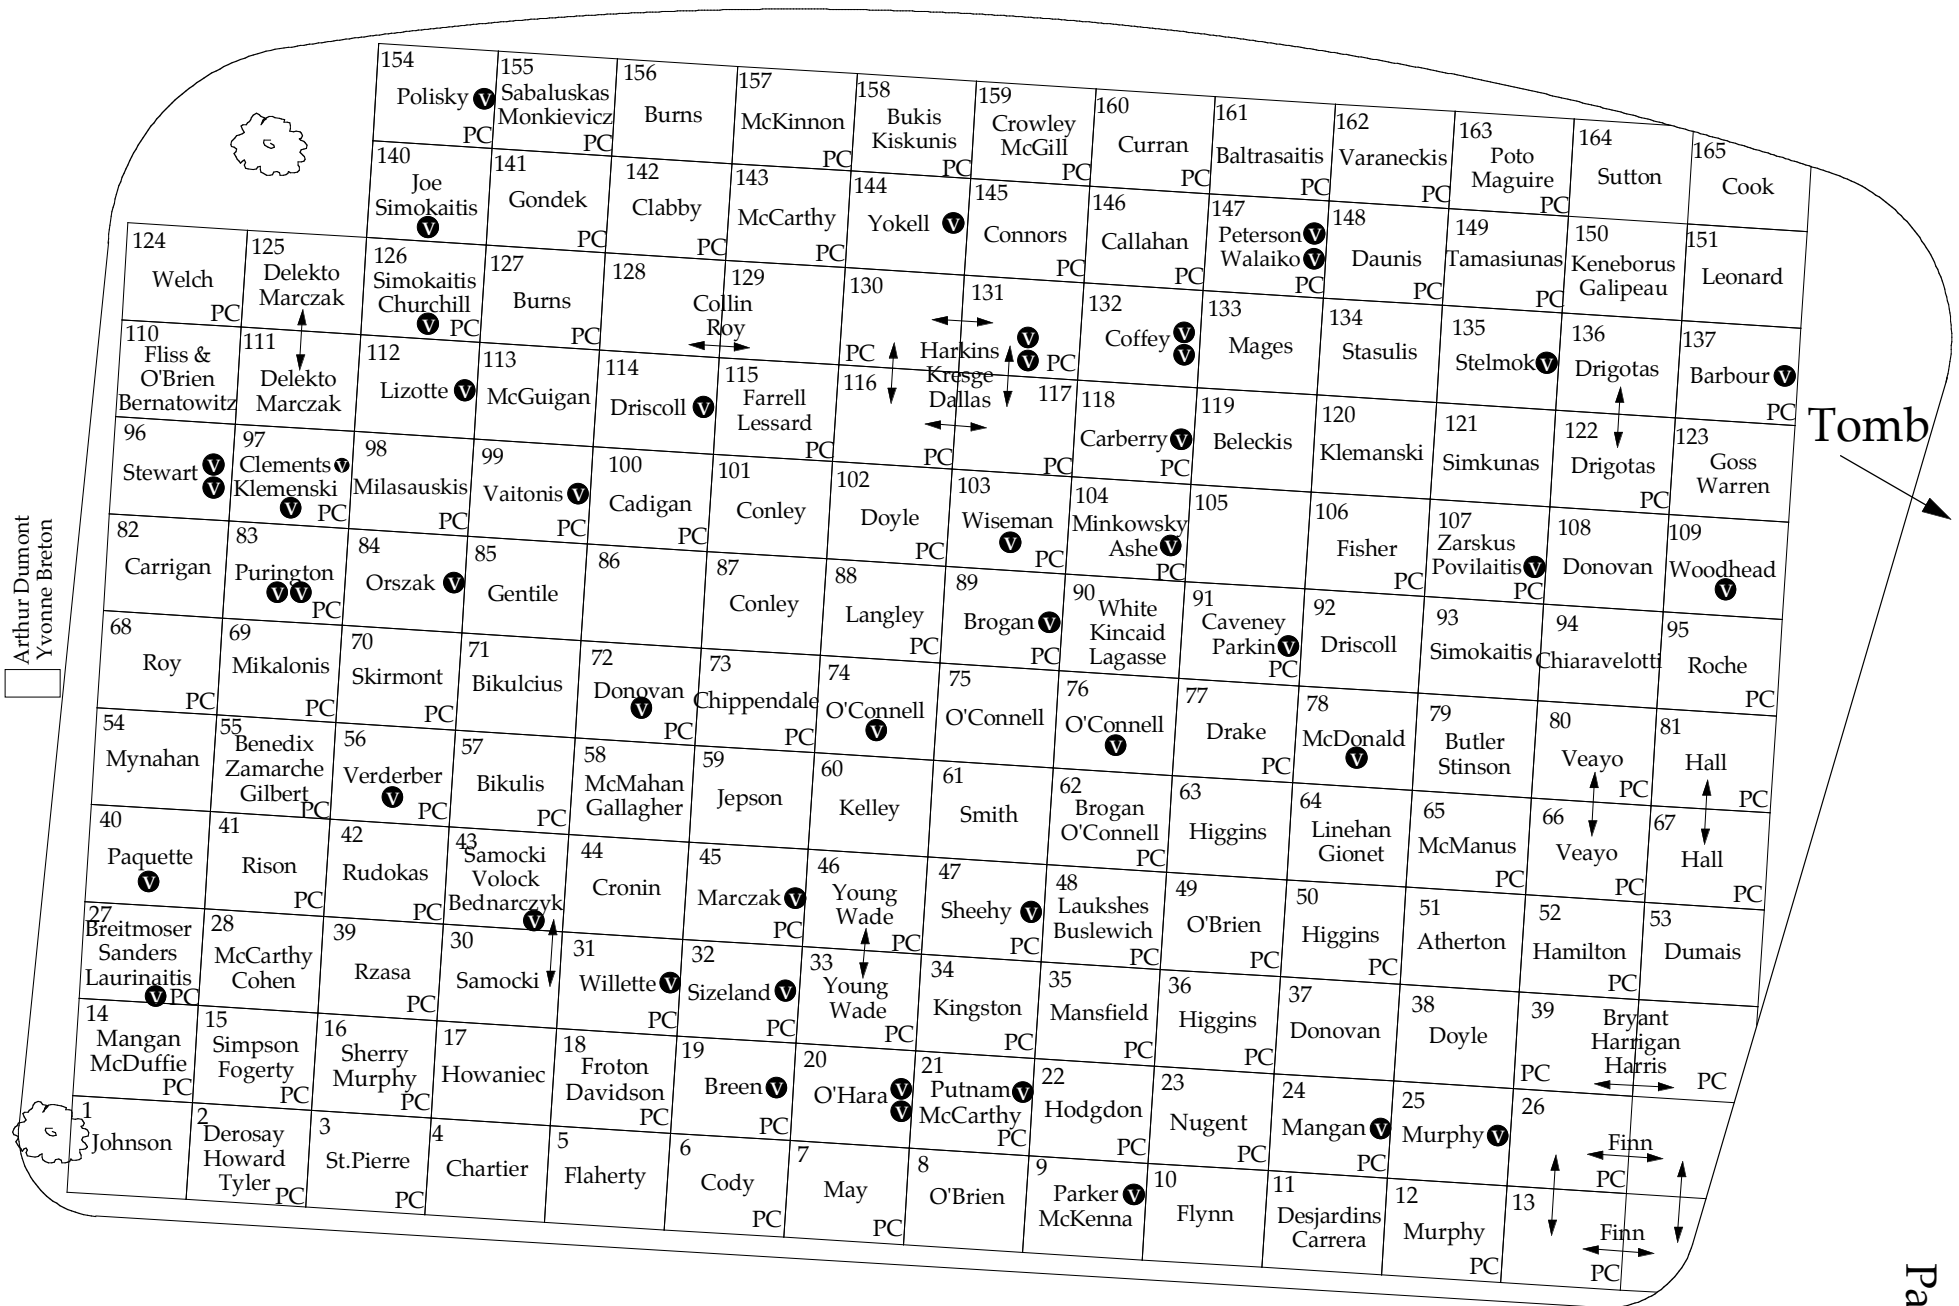 154
Polisky V
PC
155
Sabaluskas
Monkievicz
PC
156
Burns
157
McKinnon
PC
158
Bukis
Kiskunis
PC
159
Crowley
McGill
PC
160
Curran
PC
161
Baltrasaitis
PC
162
Varaneckis
163
Poto
Maguire
PC
164
Sutton
165
Cook
140
Joe
Simokaitis
V
141
Gondek
PC
142
Clabby
PC
143
McCarthy
PC
144
Yokell V
145
Connors
PC
146
Callahan
PC
147
Peterson V
Walaiko V
PC
148
Daunis
PC
149
Tamasiunas
PC
150
Keneborus
Galipeau
151
Leonard
124
Welch
PC
125
Delekto
Marczak
126
Simokaitis
Churchill
V PC
127
Burns
PC
128
129
Collin
Roy
130
PC
131
V
Harkins V PC
Kresge
Dallas
132
Coffey V
V
133
Mages
134
Stasulis
135
Stelmok V
136
Drigotas
137
Barbour V
PC
110
Fliss &
O'Brien
Bernatowitz
111
Delekto
Marczak
112
Lizotte V
113
McGuigan
114
Driscoll V
115
Farrell
Lessard
PC
116
PC
117
PC
118
Carberry V
PC
119
Beleckis
120
Klemanski
121
Simkunas
122
Drigotas
PC
123
Goss
Warren
Tomb
96
Stewart V
V
97
Clements V
Klemenski
V PC
98
Milasauskis
PC
99
Vaitonis V
PC
100
Cadigan
PC
101
Conley
102
Doyle
PC
103
Wiseman
V
PC
104
Minkowsky
Ashe V
PC
105
106
Fisher
PC
107
Zarskus
Povilaitis V
PC
108
Donovan
109
Woodhead
V
Arthur Dumont
Yvonne Breton
82
Carrigan
83
Purington
V V
PC
84
Orszak V
85
Gentile
86
87
Conley
88
Langley
PC
89
Brogan V
PC
90
White
Kincaid
Lagasse
91
Caveney
Parkin V
PC
92
Driscoll
93
Simokaitis
94
Chiaravelotti
95
Roche
PC
68
Roy
PC
69
Mikalonis
PC
70
Skirmont
PC
71
Bikulcius
72
Donovan
V
PC
73
Chippendale
PC
74
O'Connell
V
75
O'Connell
76
O'Connell
V
77
Drake
PC
78
McDonald
V
79
Butler
Stinson
80
Veayo
PC
81
Hall
PC
54
Mynahan
55
Benedix
Zamarche
Gilbert
PC
56
Verderber
V PC
57
Bikulis
PC
58
McMahan
Gallagher
59
Jepson
60
Kelley
61
Smith
62
Brogan
O'Connell
PC
63
Higgins
64
Linehan
Gionet
65
McManus
PC
66
Veayo
PC
67
Hall
PC
40
Paquette
V
41
Rison
PC
42
Rudokas
PC
43
Samocki
Volock
Bednarczyk
V
44
Cronin
45
Marczak V
PC
46
Young
Wade
PC
47
Sheehy V
PC
48
Laukshes
Buslewich
PC
49
O'Brien
PC
50
Higgins
PC
51
Atherton
52
Hamilton
PC
53
Dumais
27
Breitmoser
Sanders
Laurinaitis
V PC
28
McCarthy
Cohen
39
Rzasa
PC
30
Samocki
31
Willette V
PC
32
Sizeland V
PC
33
Young
Wade
PC
34
Kingston
PC
35
Mansfield
PC
36
Higgins
PC
37
Donovan
38
Doyle
39
Bryant
Harrigan
Harris
PC
PC
14
Mangan
McDuffie
PC
15
Simpson
Fogerty
PC
16
Sherry
Murphy
PC
17
Howaniec
18
Froton
Davidson
PC
19
Breen V
PC
20
O'Hara V
V
21
Putnam V
McCarthy
PC
22
Hodgdon
PC
23
Nugent
PC
24
Mangan V
PC
25
Murphy V
26
Finn
PC
1
Johnson
2
Derosay
Howard
Tyler
PC
3
St.Pierre
PC
4
Chartier
5
Flaherty
6
Cody
PC
7
May
PC
8
O'Brien
9
Parker V
McKenna
10
Flynn
11
Desjardins
Carrera
12
Murphy
PC
13
Finn
PC
Pa